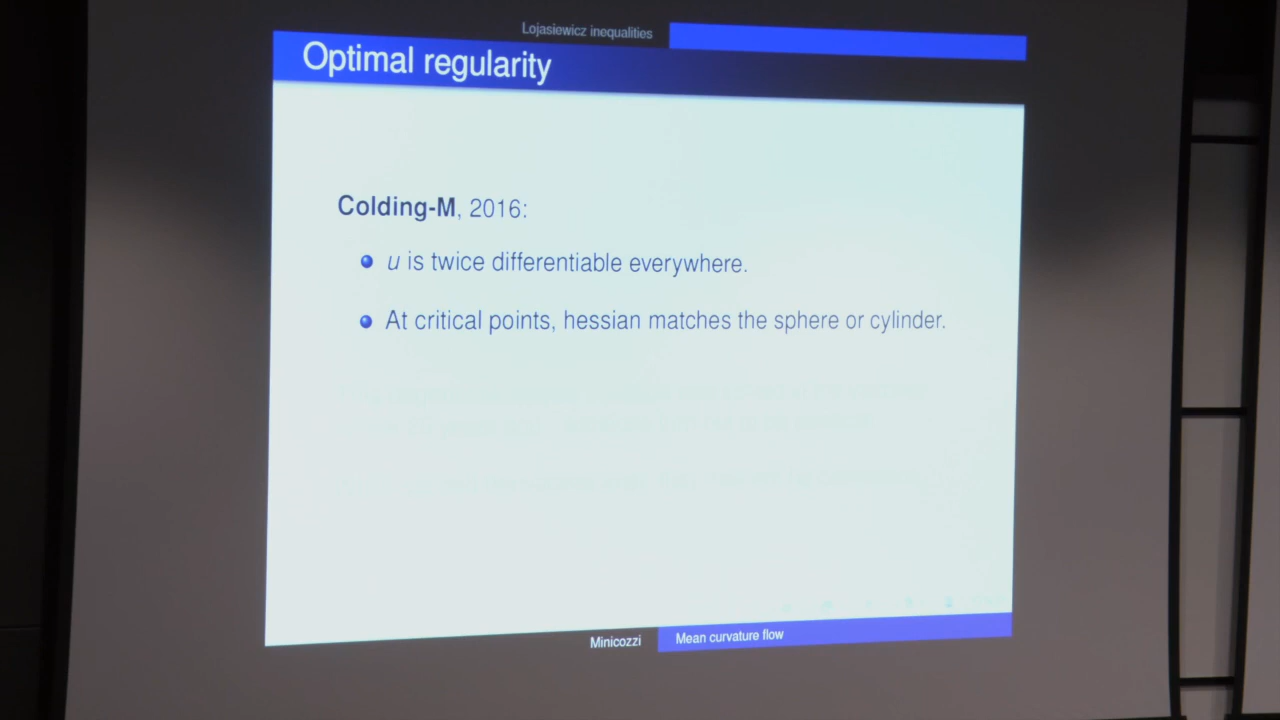 Lojasiewicz inequalities
Optimal regularity
Colding-M, 2016:
u is twice differentiable everywhere.
At critical points, hessian matches the sphere or cylinder.
Minicozzi
Mean curvature flow